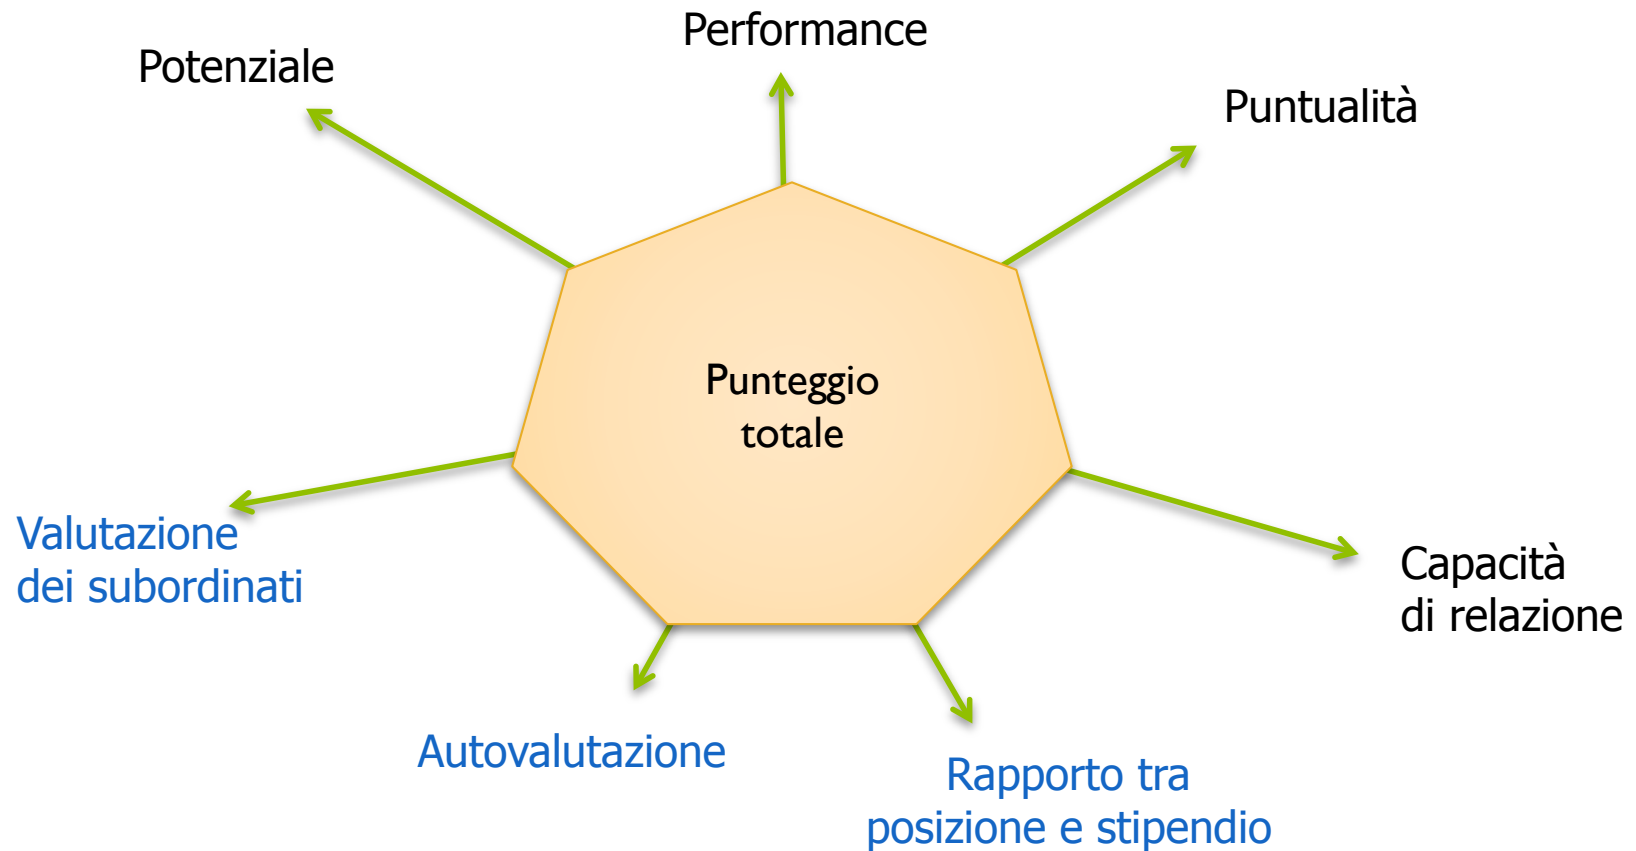 Performance
Potenziale
Puntualità
Punteggio
totale
Valutazione
dei subordinati
Capacità
di relazione
Autovalutazione
Rapporto tra
posizione e stipendio